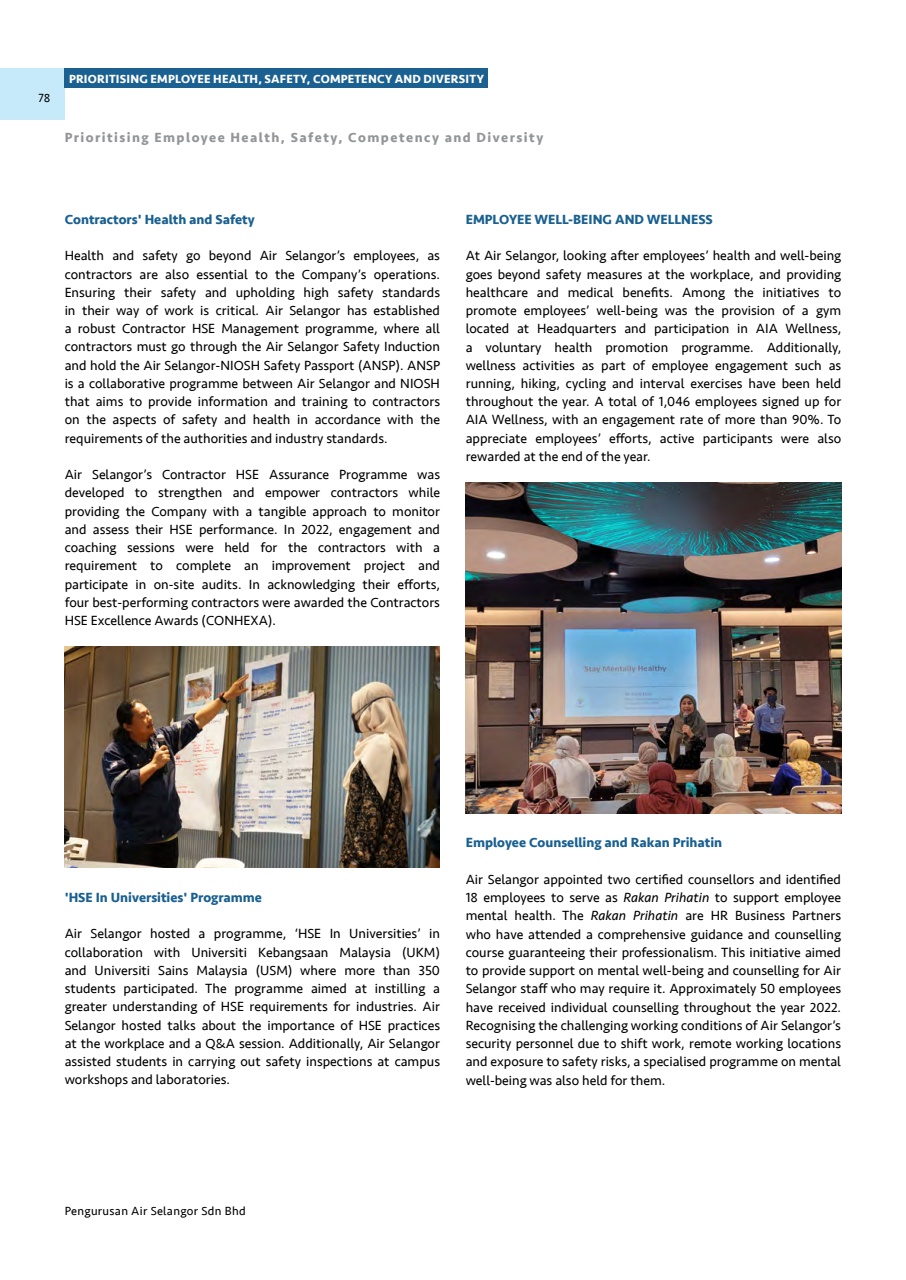 PRIORITISING EMPLOYEE HEALTH, SAFETY, COMPETENCY AND DIVERSITY
78
Prioritising Employee Health, Safety, Competency and Diversity
Contractors' Health and Safety
Health and safety go beyond Air Selangor’s employees, as
contractors are also essential to the Company’s operations.
Ensuring their safety and upholding high safety standards
in their way of work is critical. Air Selangor has established
a robust Contractor HSE Management programme, where all
contractors must go through the Air Selangor Safety Induction
and hold the Air Selangor-NIOSH Safety Passport (ANSP). ANSP
is a collaborative programme between Air Selangor and NIOSH
that aims to provide information and training to contractors
on the aspects of safety and health in accordance with the
requirements of the authorities and industry standards.
Air Selangor’s Contractor HSE Assurance Programme was
developed to strengthen and empower contractors while
providing the Company with a tangible approach to monitor
and assess their HSE performance. In 2022, engagement and
coaching sessions were held for the contractors with a
requirement to complete an improvement project and
participate in on-site audits. In acknowledging their efforts,
four best-performing contractors were awarded the Contractors
HSE Excellence Awards (CONHEXA).
'HSE In Universities' Programme
Air Selangor hosted a programme, ‘HSE In Universities’ in
collaboration with Universiti Kebangsaan Malaysia (UKM)
and Universiti Sains Malaysia (USM) where more than 350
students participated. The programme aimed at instilling a
greater understanding of HSE requirements for industries. Air
Selangor hosted talks about the importance of HSE practices
at the workplace and a Q&A session. Additionally, Air Selangor
assisted students in carrying out safety inspections at campus
workshops and laboratories.
EMPLOYEE WELL-BEING AND WELLNESS
At Air Selangor, looking after employees’ health and well-being
goes beyond safety measures at the workplace, and providing
healthcare and medical benefits. Among the initiatives to
promote employees’ well-being was the provision of a gym
located at Headquarters and participation in AIA Wellness,
a voluntary health promotion programme. Additionally,
wellness activities as part of employee engagement such as
running, hiking, cycling and interval exercises have been held
throughout the year. A total of 1,046 employees signed up for
AIA Wellness, with an engagement rate of more than 90%. To
appreciate employees’ efforts, active participants were also
rewarded at the end of the year.
Stay Mentally Healthy
Employee Counselling and Rakan Prihatin
Air Selangor appointed two certified counsellors and identified
18 employees to serve as Rakan Prihatin to support employee
mental health. The Rakan Prihatin are HR Business Partners
who have attended a comprehensive guidance and counselling
course guaranteeing their professionalism. This initiative aimed
to provide support on mental well-being and counselling for Air
Selangor staff who may require it. Approximately 50 employees
have received individual counselling throughout the year 2022.
Recognising the challenging working conditions of Air Selangor’s
security personnel due to shift work, remote working locations
and exposure to safety risks, a specialised programme on mental
well-being was also held for them.
Pengurusan Air Selangor Sdn Bhd